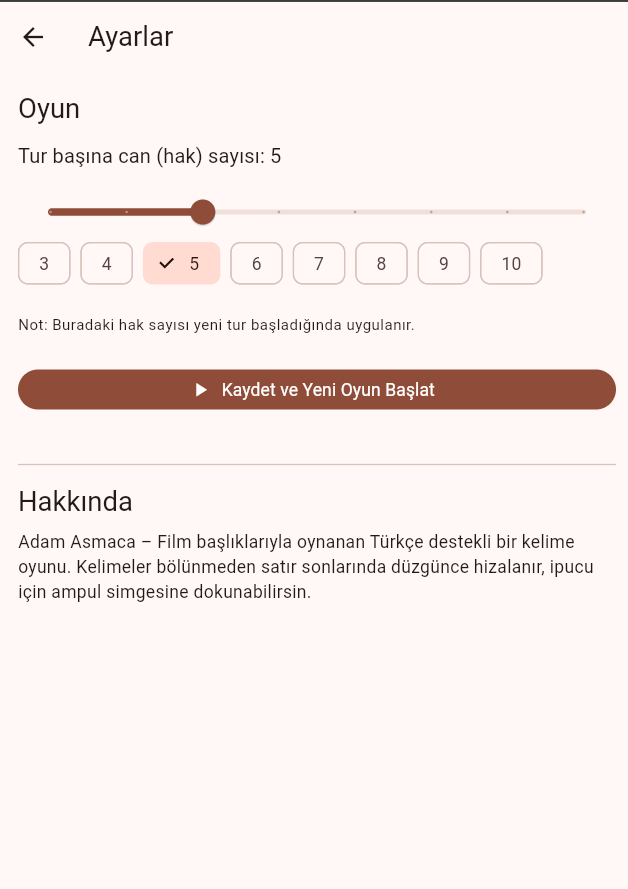 Ayarlar
Oyun
Tur başına can (hak) sayısı: 5
3 4 5 6 7 8 9 10
Not: Buradaki hak sayısı yeni tur başladığında uygulanır.
Kaydet ve Yeni Oyun Başlat
Hakkında
Adam Asmaca – Film başlıklarıyla oynanan Türkçe destekli bir kelime
oyunu. Kelimeler bölünmeden satır sonlarında düzgünce hizalanır, ipucu
için ampul simgesine dokunabilirsin.